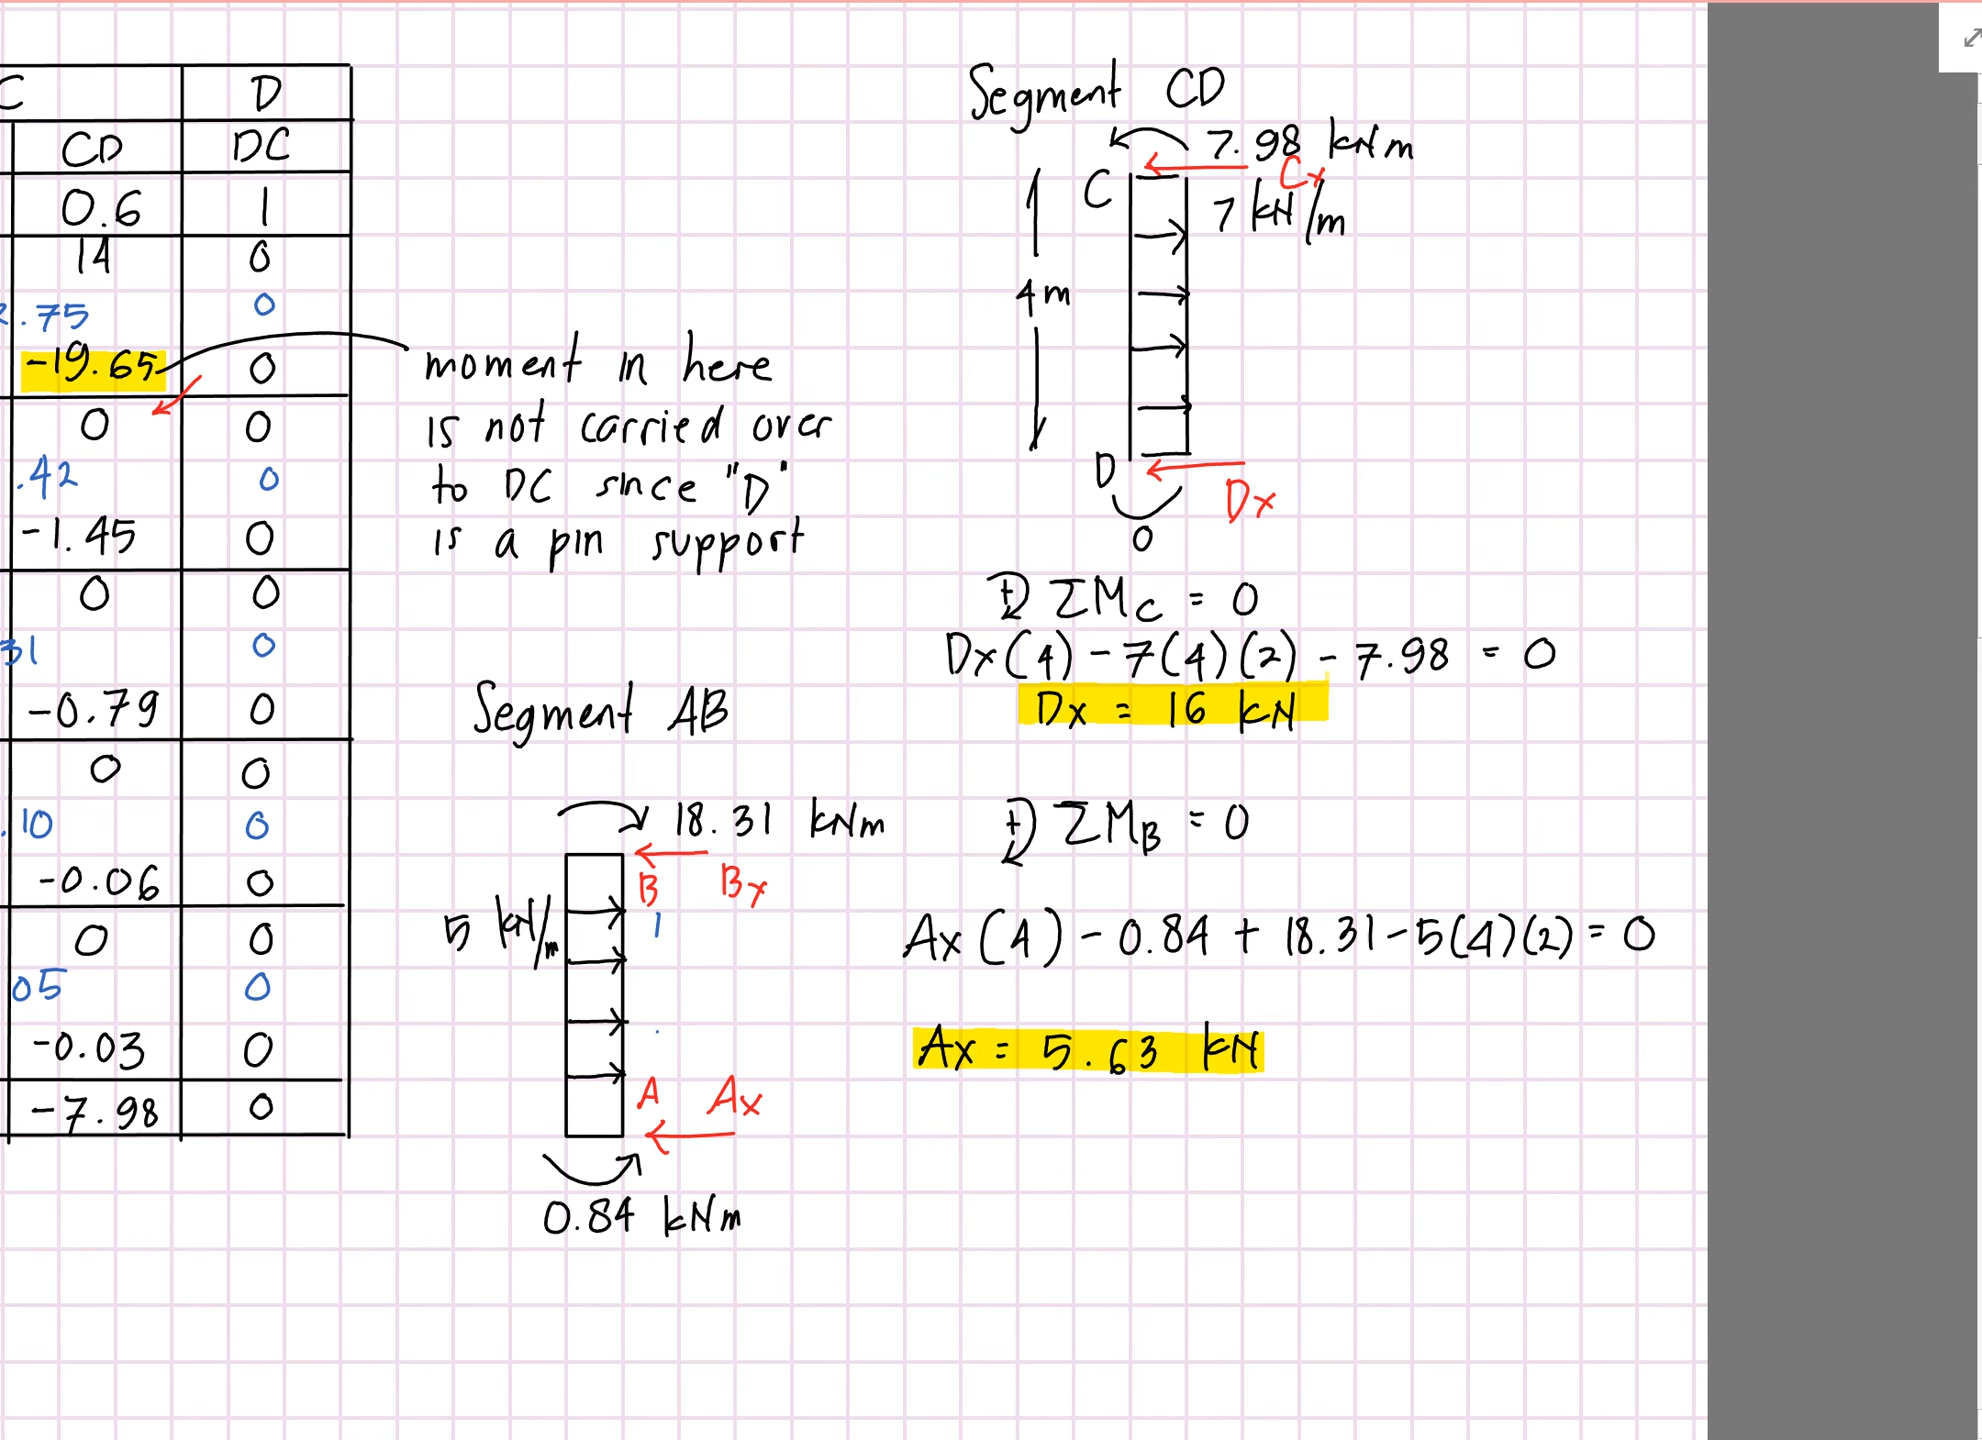 C | D
CD | DC
0.6 | 1
14 | 0
2.75 | 0
-19.65 | 0
0 | 0
.42 | 0
-1.45 | 0
0 | 0
31 | 0
-0.79 | 0
0 | 0
.10 | 0
-0.06 | 0
0 | 0
05 | 0
-0.03 | 0
-7.98 | 0
moment in here
is not carried over
to DC since "D"
is a pin support
Segment AB
18.31 kNm
B Bx
5 kN/m
1
A Ax
0.84 kNm
Segment CD
7.98 kNm
Cx
C
7 kN/m
4m
D
Dx
0
+ ΣMC = 0
Dx(4) - 7(4)(2) - 7.98 = 0
Dx = 16 kN
+ ΣMB = 0
Ax(4) - 0.84 + 18.31 - 5(4)(2) = 0
Ax = 5.63 kN